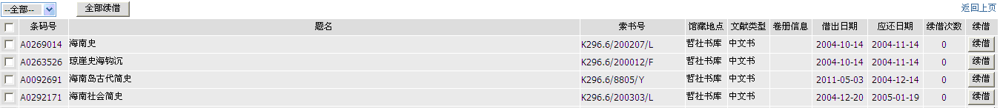 --全部-- 全部续借 返回上页
条码号 题名 索书号 馆藏地点 文献类型 卷册信息 借出日期 应还日期 续借次数 续借
A0269014 海南史 K296.6/200207/L 哲社书库 中文书 2004-10-14 2004-11-14 0 续借
A0263526 琼崖史海钩沉 K296.6/200012/F 哲社书库 中文书 2004-10-14 2004-11-14 0 续借
A0092691 海南岛古代简史 K296.6/8805/Y 哲社书库 中文书 2011-05-03 2004-12-14 0 续借
A0292171 海南社会简史 K296.6/200303/L 哲社书库 中文书 2004-12-20 2005-01-19 0 续借